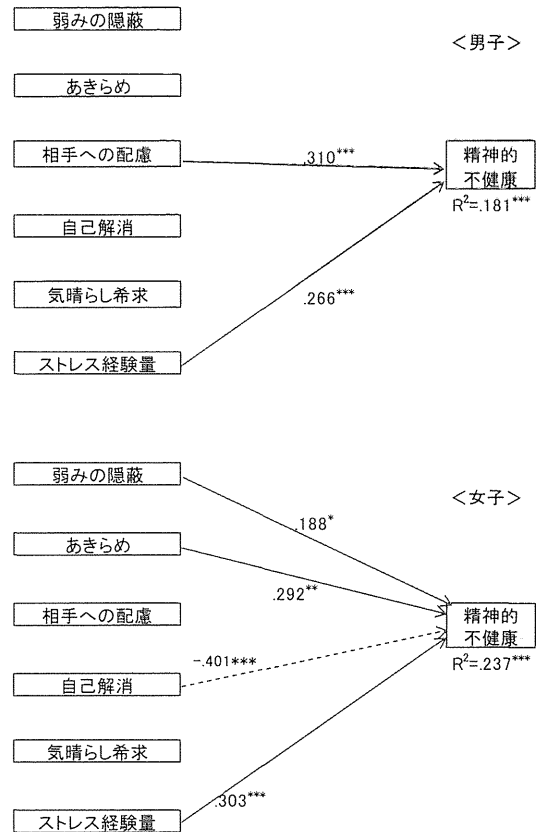 弱みの隠蔽
＜男子＞
あきらめ
相手への配慮
.310***
精神的
不健康
R²=.181***
自己解消
気晴らし希求
.266***
ストレス経験量
弱みの隠蔽
＜女子＞
.188*
あきらめ
.292**
相手への配慮
精神的
不健康
R²=.237***
-.401***
自己解消
気晴らし希求
.303***
ストレス経験量